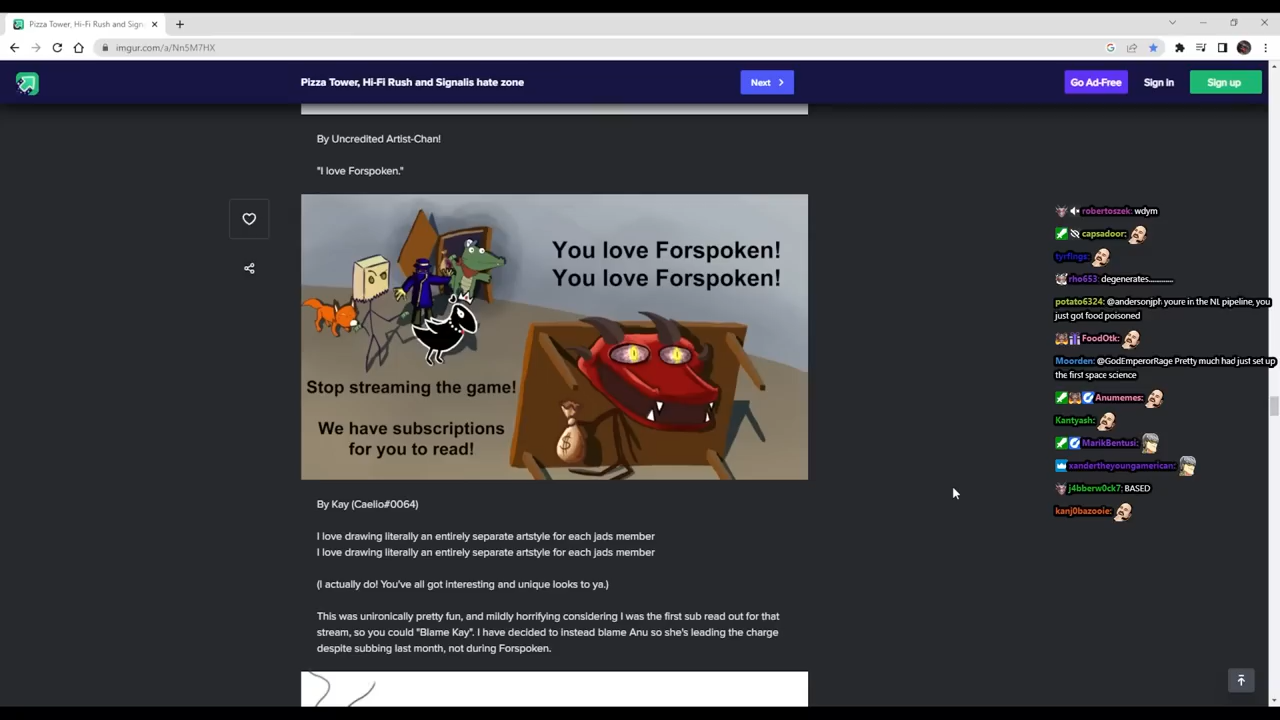 Pizza Tower, Hi-Fi Rush and Sign
imgur.com/a/Nn5M7HX
Pizza Tower, Hi-Fi Rush and Signalis hate zone
Next
Go Ad-Free
Sign in
Sign up
By Uncredited Artist-Chan!
"I love Forspoken."
You love Forspoken!
You love Forspoken!
Stop streaming the game!
We have subscriptions
for you to read!
$
By Kay (Caelio#0064)
I love drawing literally an entirely separate artstyle for each jads member
I love drawing literally an entirely separate artstyle for each jads member
(I actually do! You've all got interesting and unique looks to ya.)
This was unironically pretty fun, and mildly horrifying considering I was the first sub read out for that
stream, so you could "Blame Kay". I have decided to instead blame Anu so she's leading the charge
despite subbing last month, not during Forspoken.
robertoszek: wdym
capsadoor:
tyrfings:
rho653: degenerates............
potato6324: @andersonjph youre in the NL pipeline, you
just got food poisoned
FoodOtk:
Moorden: @GodEmperorRage Pretty much had just set up
the first space science
Anumemes:
Kantyash:
MarikBentusi:
xandertheyoungamerican:
j4bberw0ck7: BASED
kanj0bazooie: